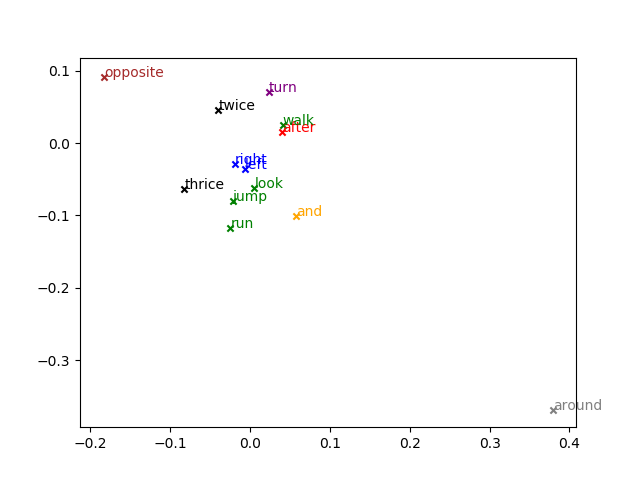 0.1
0.0
−0.1
−0.2
−0.3
opposite
turn
twice
walk
after
right
left
thrice
look
jump
and
run
around
−0.2 −0.1 0.0 0.1 0.2 0.3 0.4